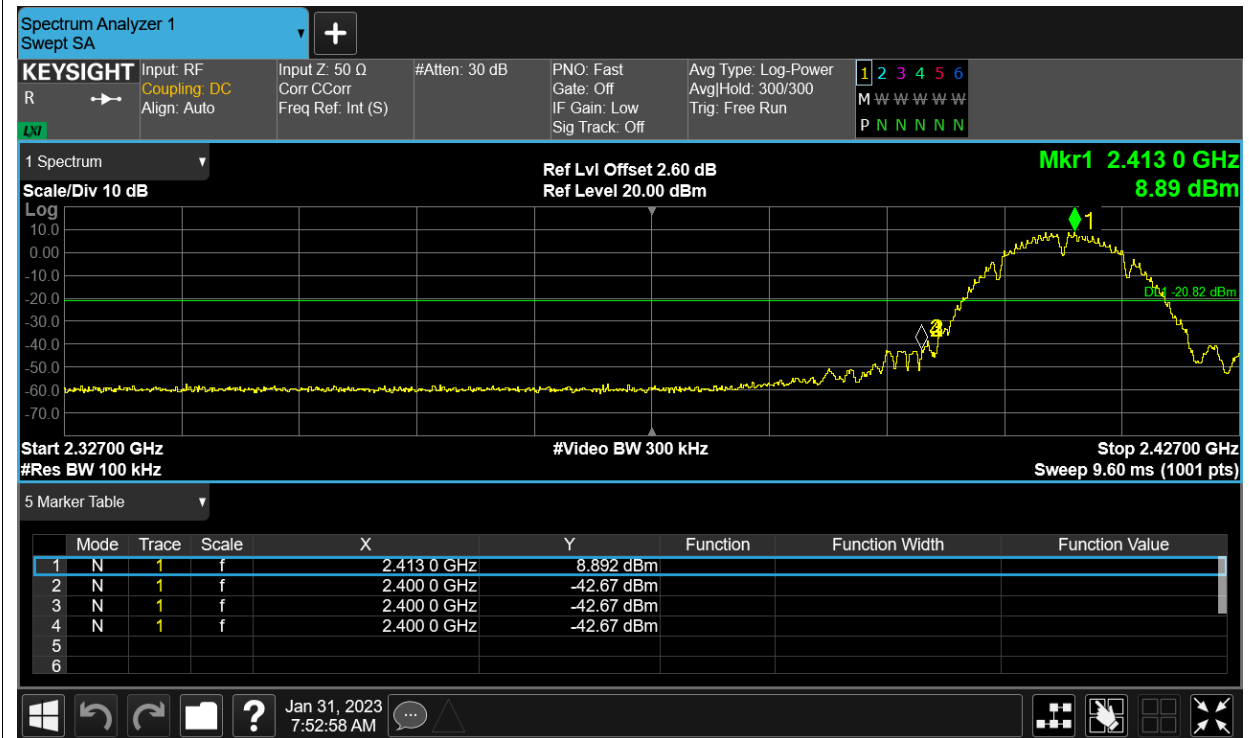 Spectrum Analyzer 1
Swept SA
+
KEYSIGHT
R
LXI
Input: RF
Coupling: DC
Align: Auto
Input Z: 50 Ω
Corr CCorr
Freq Ref: Int (S)
#Atten: 30 dB
PNO: Fast
Gate: Off
IF Gain: Low
Sig Track: Off
Avg Type: Log-Power
Avg|Hold: 300/300
Trig: Free Run
1 2 3 4 5 6
M W W W W W
P N N N N N
1 Spectrum
Scale/Div 10 dB
Ref Lvl Offset 2.60 dB
Ref Level 20.00 dBm
Mkr1 2.413 0 GHz
8.89 dBm
Log
10.0
0.00
-10.0
-20.0
-30.0
-40.0
-50.0
-60.0
-70.0
1
DL1 -20.82 dBm
Start 2.32700 GHz
#Res BW 100 kHz
#Video BW 300 kHz
Stop 2.42700 GHz
Sweep 9.60 ms (1001 pts)
5 Marker Table
Mode Trace Scale X Y Function Function Width Function Value
1 N 1 f 2.413 0 GHz 8.892 dBm
2 N 1 f 2.400 0 GHz -42.67 dBm
3 N 1 f 2.400 0 GHz -42.67 dBm
4 N 1 f 2.400 0 GHz -42.67 dBm
5
6
?
Jan 31, 2023
7:52:58 AM